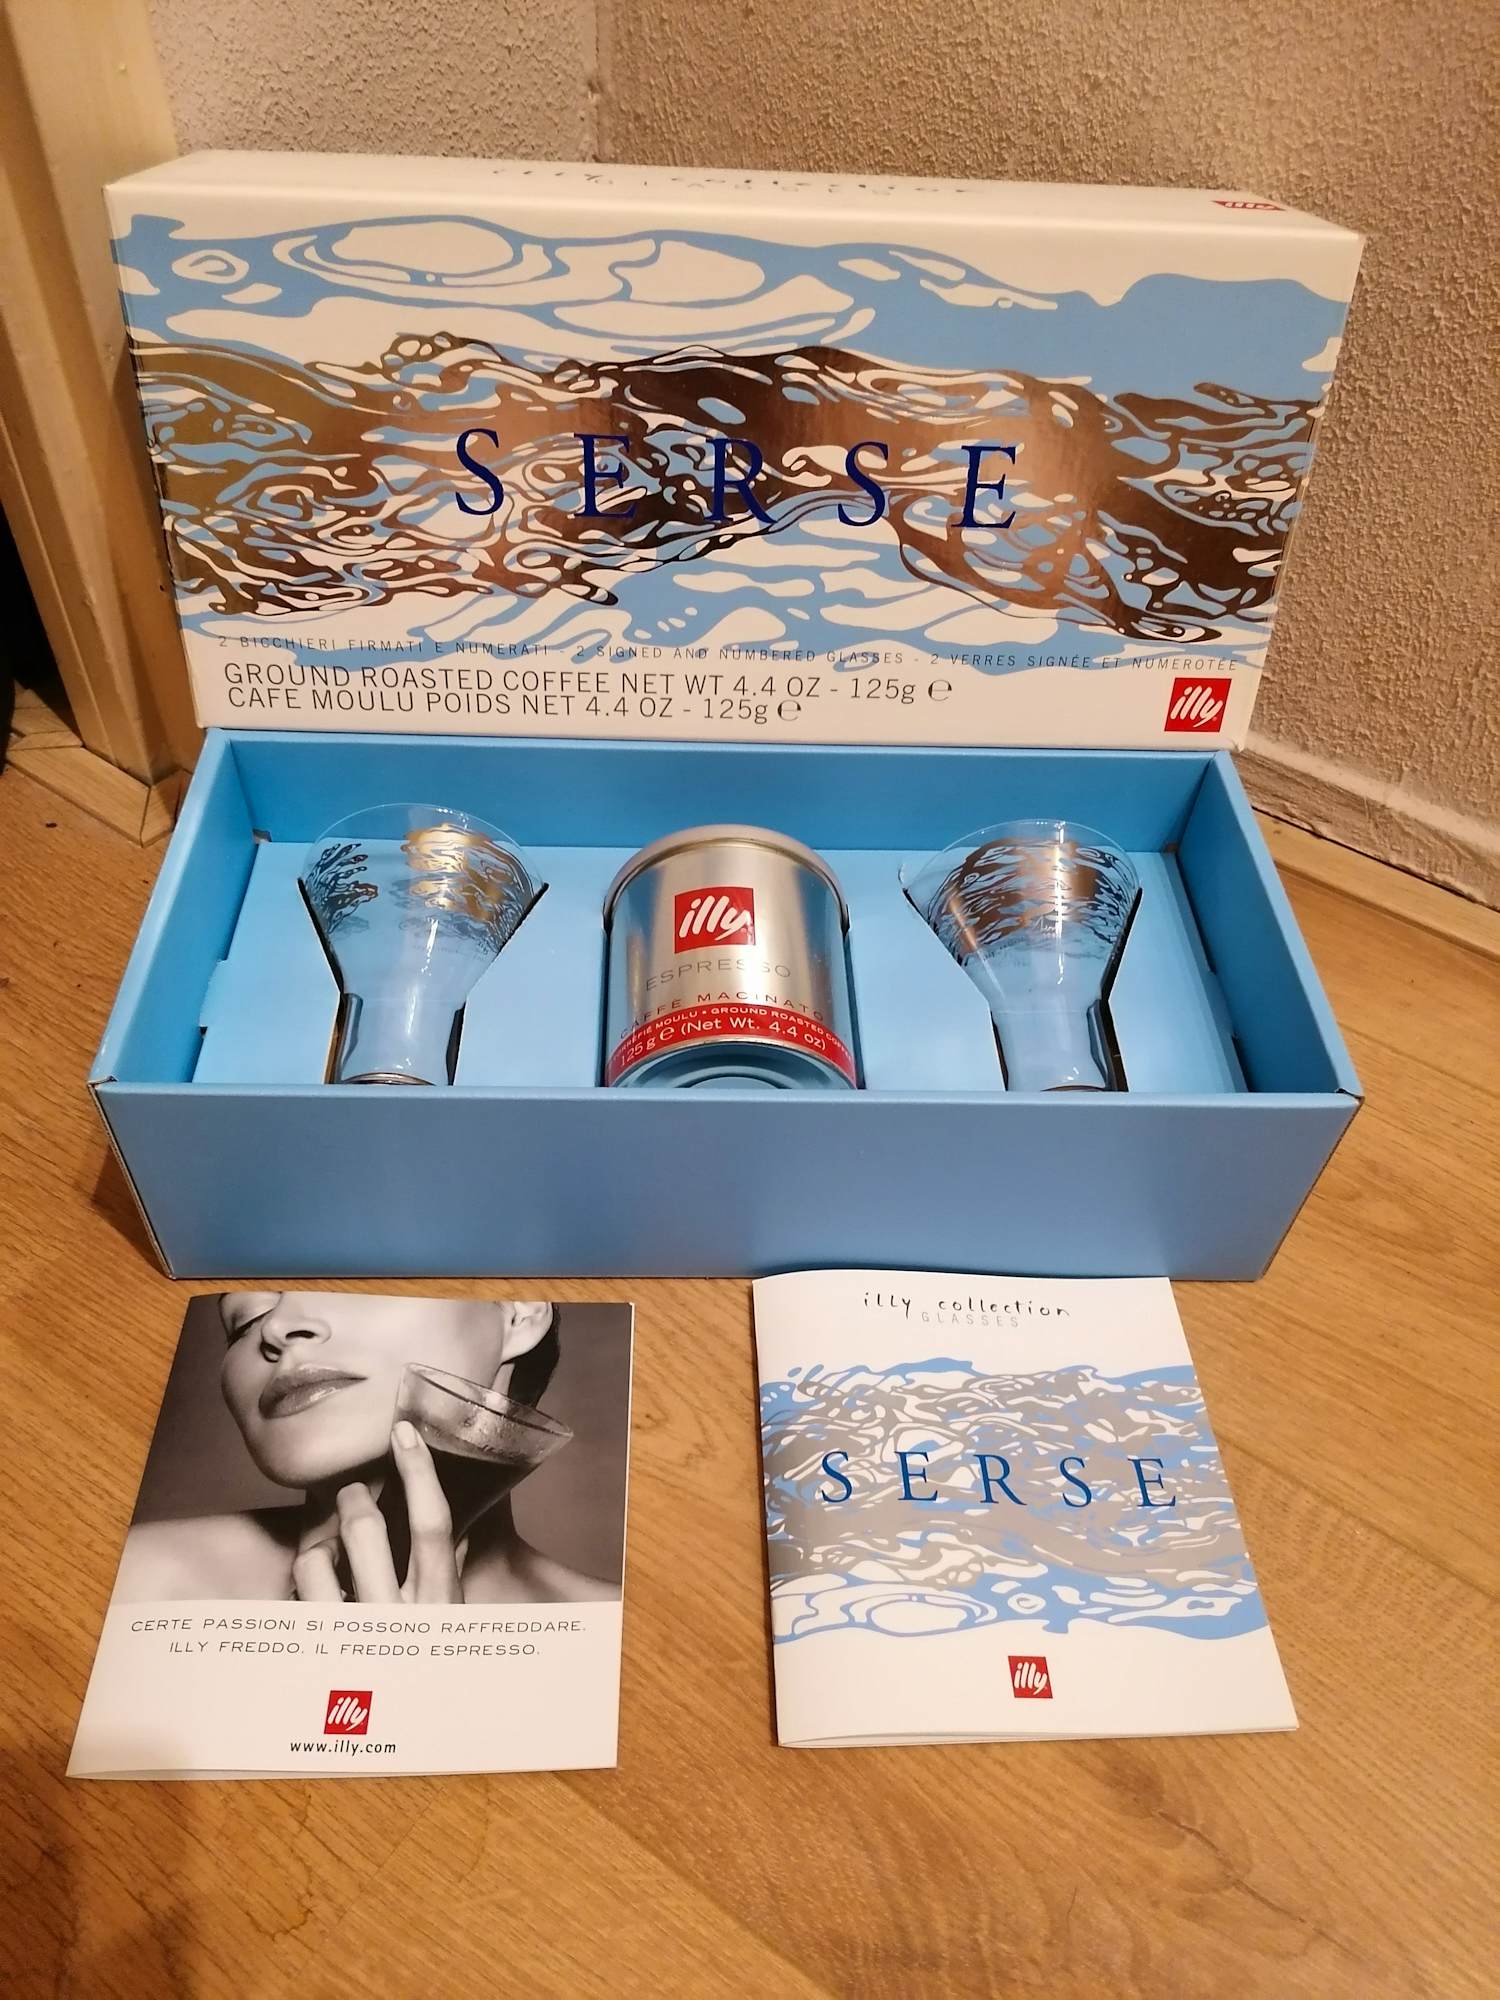 illy
SERSE
2 BICCHIERI FIRMATI E NUMERATI - 2 SIGNED AND NUMBERED GLASSES - 2 VERRES SIGNÉE ET NUMEROTÉE
GROUND ROASTED COFFEE NET WT 4.4 OZ - 125g ℮
CAFE MOULU POIDS NET 4.4 OZ - 125g ℮
illy
illy
ESPRESSO
CAFFÈ MACINATO
MOULU • GROUND ROASTED
125 g ℮ (Net Wt. 4.4 oz)
illy collection
GLASSES
SERSE
illy
CERTE PASSIONI SI POSSONO RAFFREDDARE.
ILLY FREDDO. IL FREDDO ESPRESSO.
illy
www.illy.com